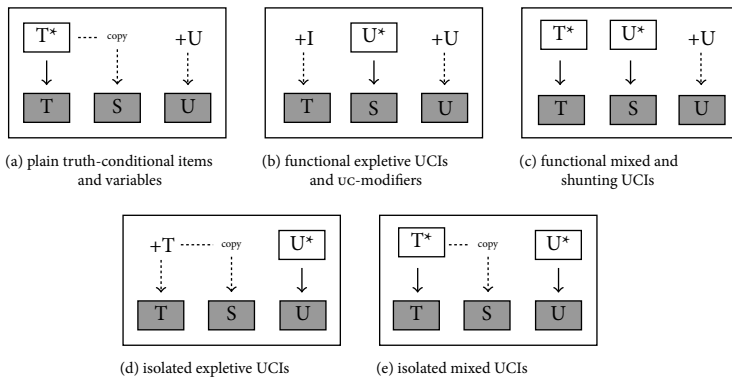 T* copy +U
T S U
(a) plain truth-conditional items
and variables
+I U* +U
T S U
(b) functional expletive UCIs
and UC-modifiers
T* U* +U
T S U
(c) functional mixed and
shunting UCIs
+T copy U*
T S U
(d) isolated expletive UCIs
T* copy U*
T S U
(e) isolated mixed UCIs